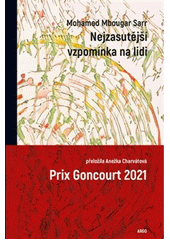 Mohamed Mbougar Sarr
Nejzasutější
vzpomínka na lidi
přeložila Anežka Charvátová
Prix Goncourt 2021
ARGO